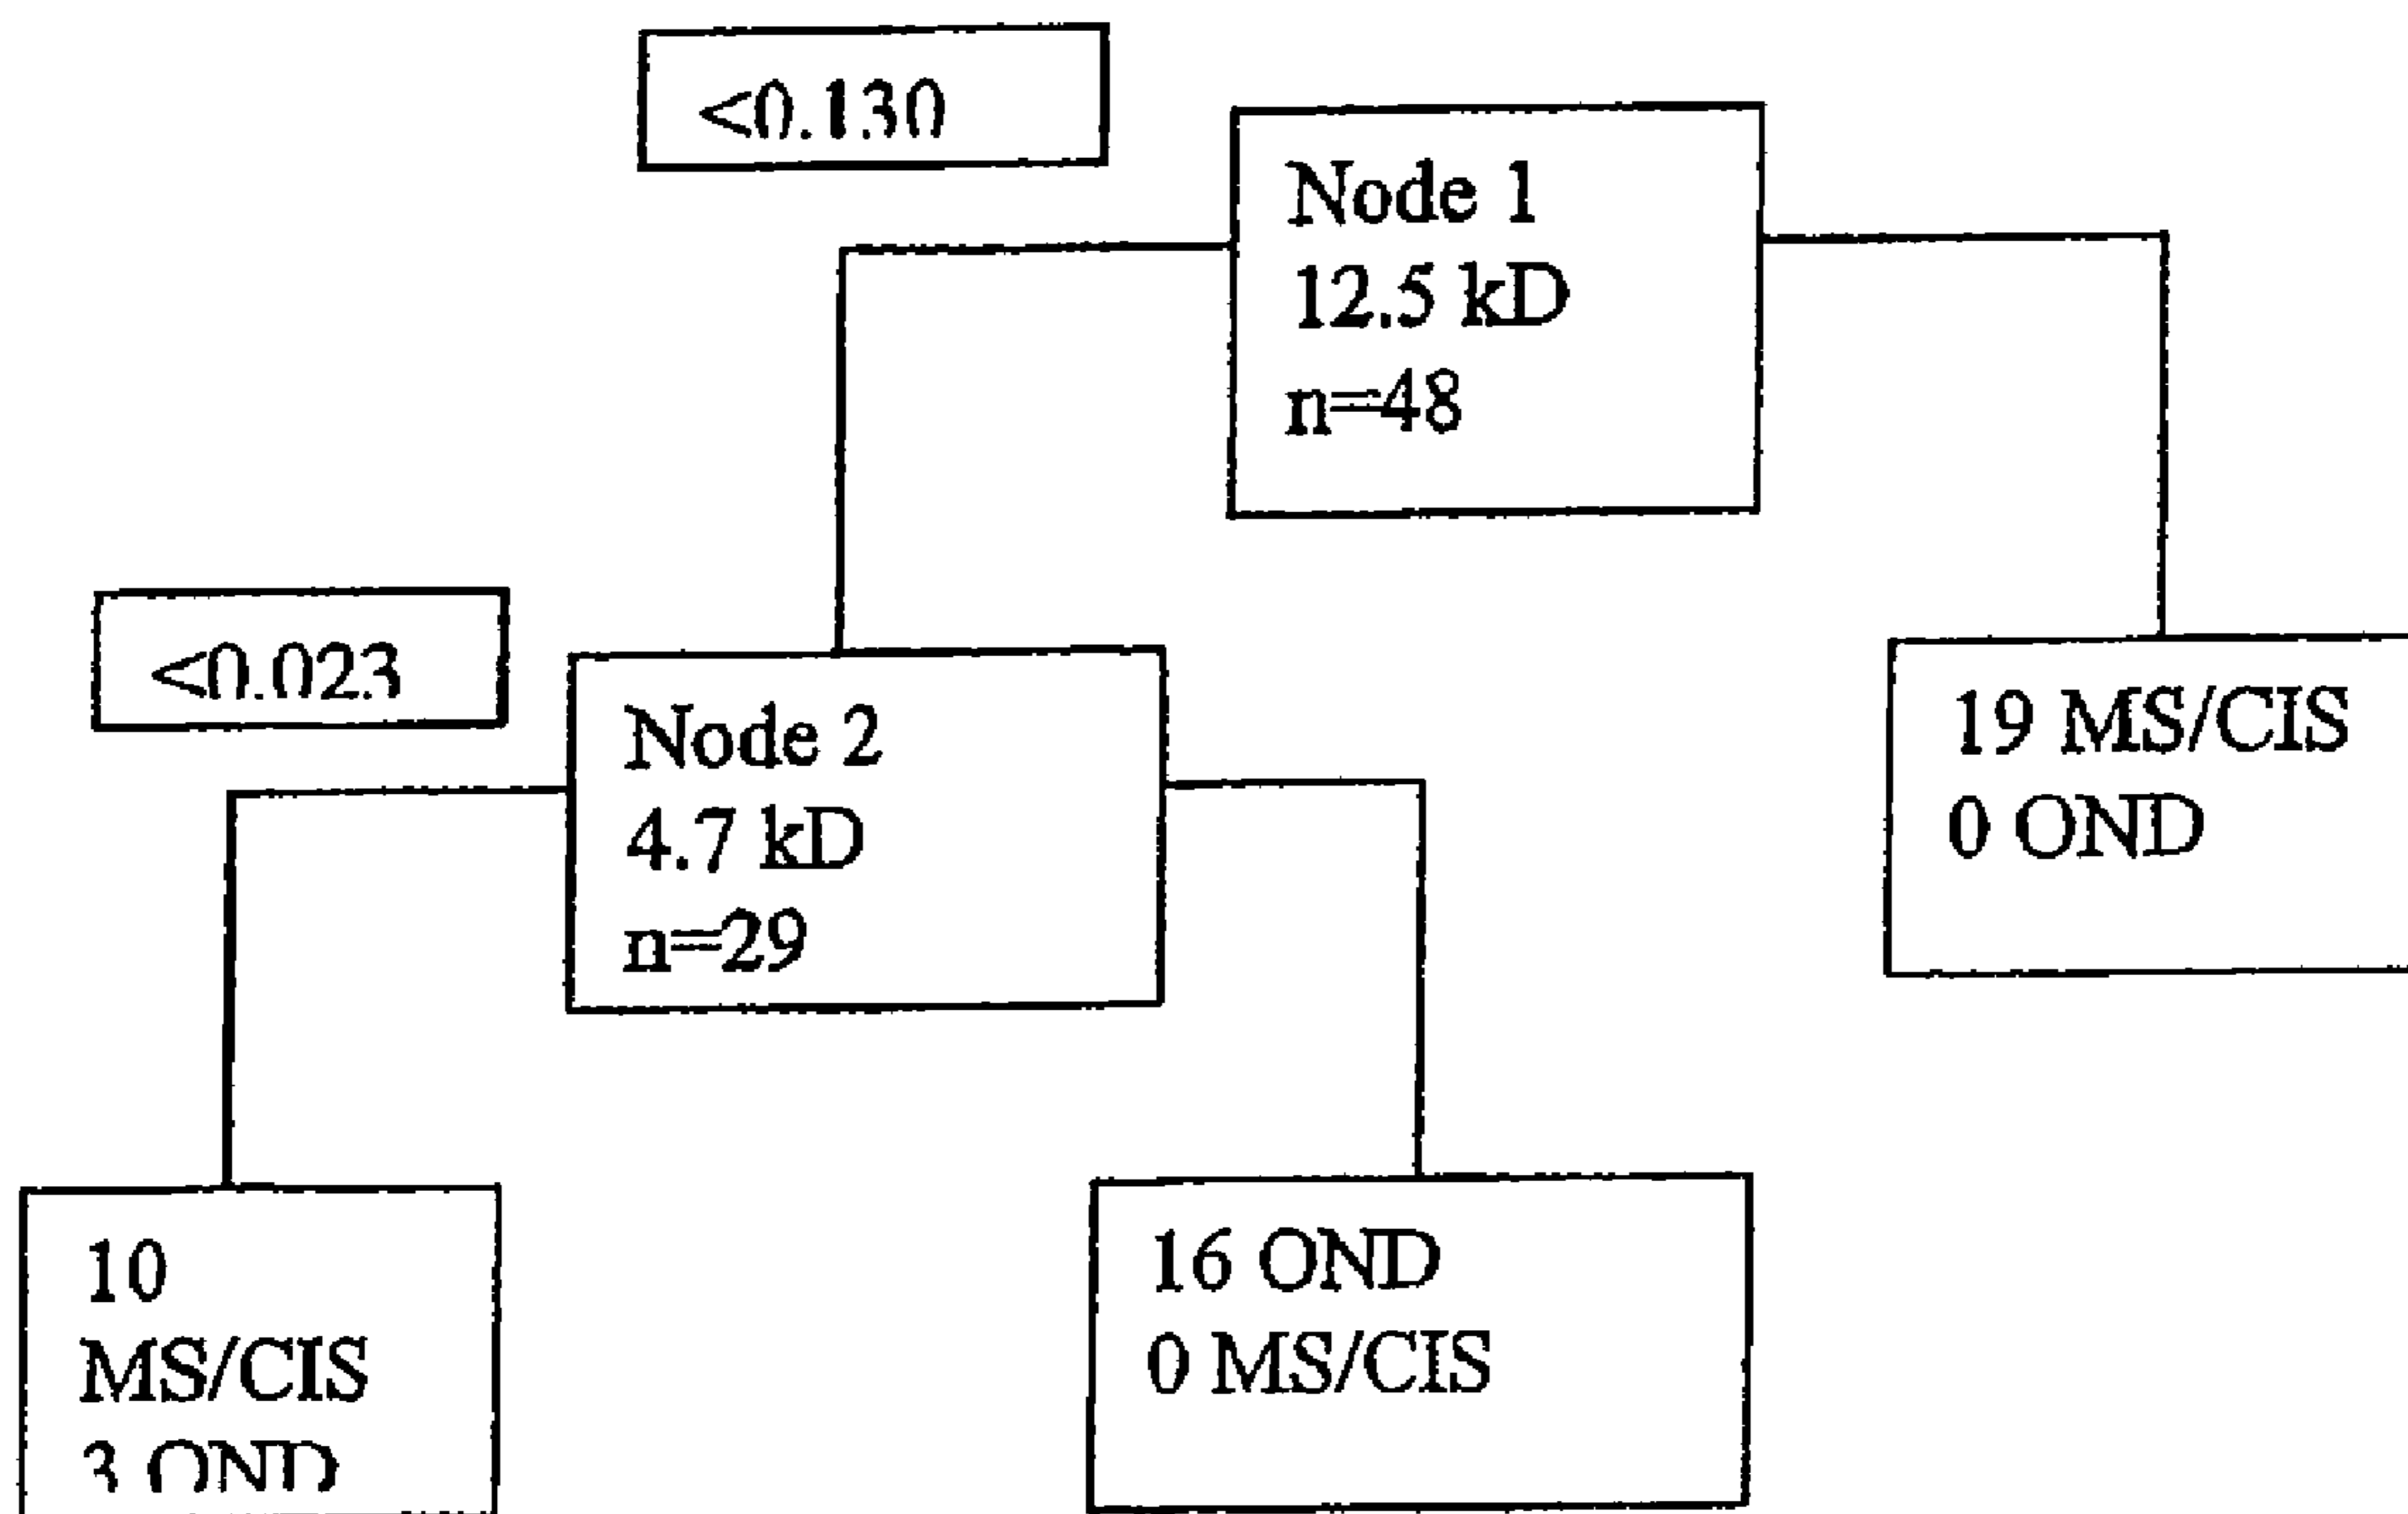 <0.130
Node 1
12.5 kD
n=48
<0.023
Node 2
4.7 kD
n=29
19 MS/CIS
0 OND
10
MS/CIS
3 OND
16 OND
0 MS/CIS